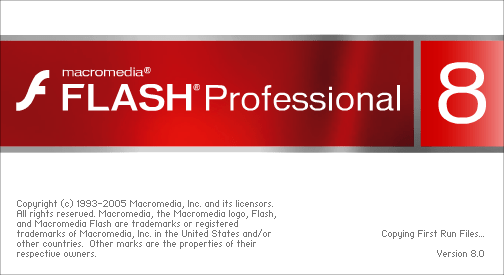 macromedia®
FLASH® Professional 8
Copyright (c) 1993-2005 Macromedia, Inc. and its licensors.
All rights reserved. Macromedia, the Macromedia logo, Flash,
and Macromedia Flash are trademarks or registered
trademarks of Macromedia, Inc. in the United States and/or
other countries.  Other marks are the properties of their
respective owners.
Copying First Run Files...
Version 8.0